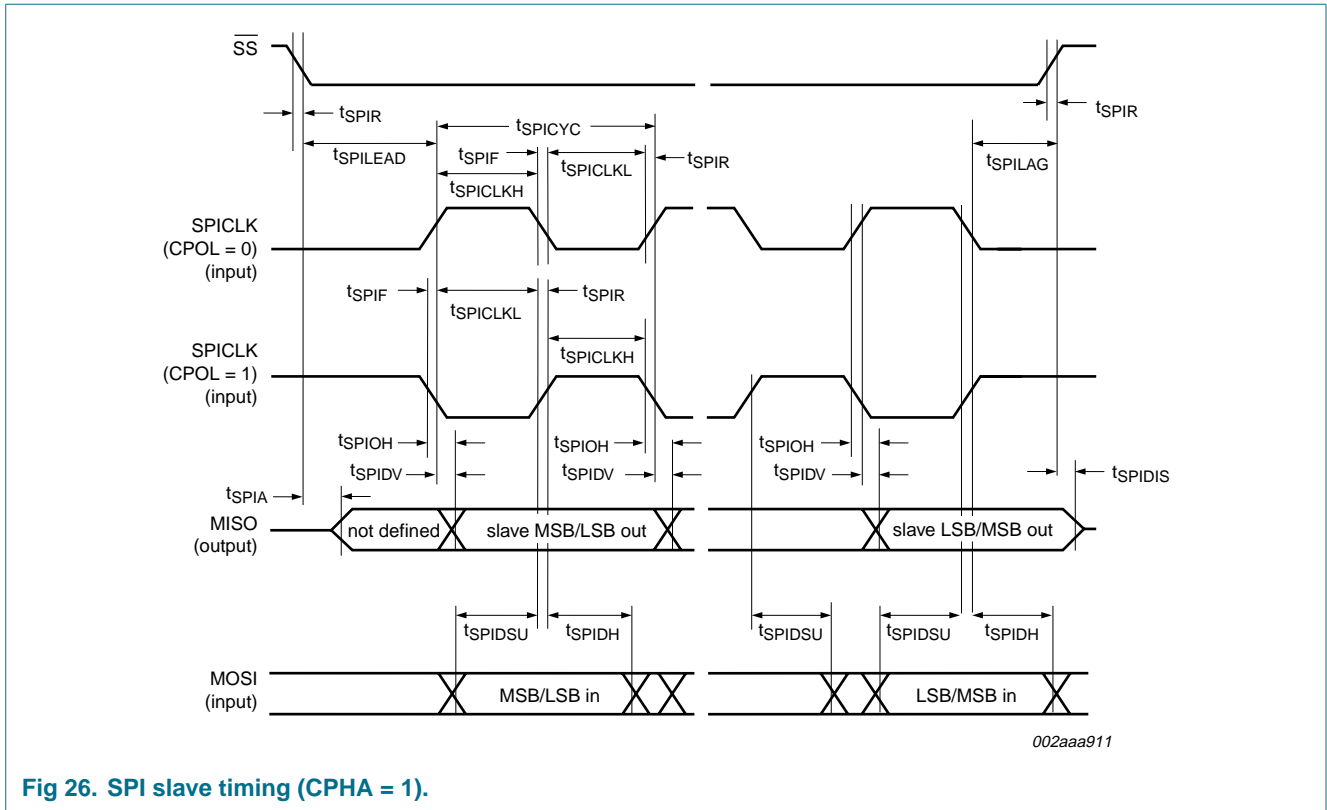 SS
tSPIR
tSPICYC
tSPIR
tSPILEAD
tSPIF
tSPICLKL
tSPIR
tSPILAG
tSPICLKH
SPICLK
(CPOL = 0)
(input)
tSPIF
tSPICLKL
tSPIR
SPICLK
(CPOL = 1)
(input)
tSPICLKH
tSPIOH
tSPIOH
tSPIOH
tSPIDV
tSPIDV
tSPIDV
tSPIDIS
tSPIA
MISO
(output)
not defined
slave MSB/LSB out
slave LSB/MSB out
tSPIDSU
tSPIDH
tSPIDSU
tSPIDSU
tSPIDH
MOSI
(input)
MSB/LSB in
LSB/MSB in
002aaa911
Fig 26. SPI slave timing (CPHA = 1).